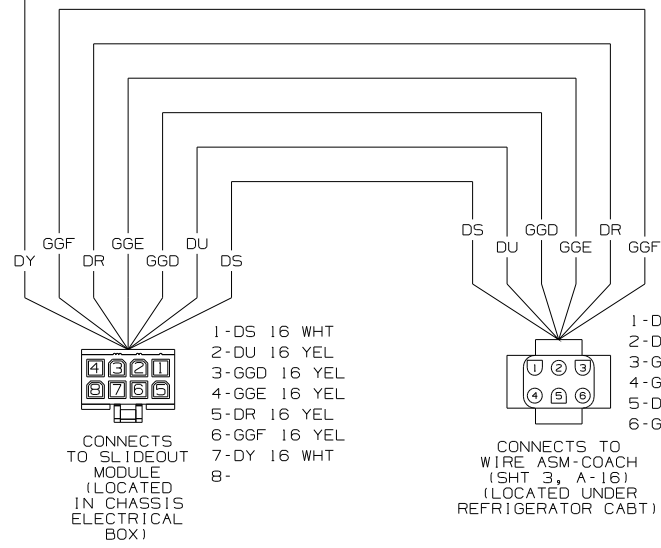 GGF
GGE
DU
DY
DR
GGD
DS
DS
GGD
DR
DU
GGE
GGF
4 3 2 1
8 7 6 5
1-DS 16 WHT
2-DU 16 YEL
3-GGD 16 YEL
4-GGE 16 YEL
5-DR 16 YEL
6-GGF 16 YEL
7-DY 16 WHT
8-
CONNECTS
TO SLIDEOUT
MODULE
(LOCATED
IN CHASSIS
ELECTRICAL
BOX)
1 2 3
4 5 6
1-D
2-D
3-G
4-G
5-D
6-G
CONNECTS TO
WIRE ASM-COACH
(SHT 3, A-16)
(LOCATED UNDER
REFRIGERATOR CABT)